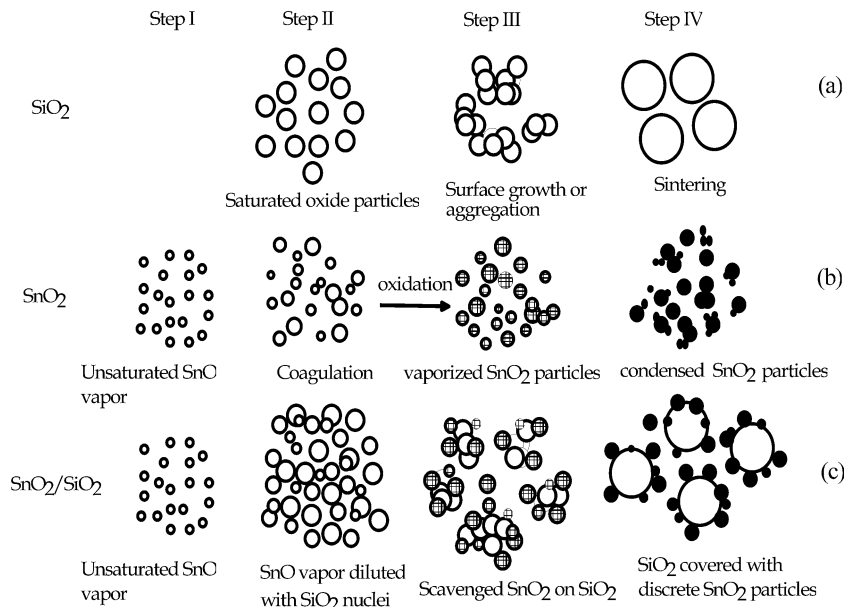 Step I Step II Step III Step IV
SiO2 (a)
Saturated oxide particles
Surface growth or
aggregation
Sintering
SnO2 oxidation (b)
Unsaturated SnO
vapor
Coagulation
vaporized SnO2 particles
condensed SnO2 particles
SnO2/SiO2 (c)
Unsaturated SnO
vapor
SnO vapor diluted
with SiO2 nuclei
Scavenged SnO2 on SiO2
SiO2 covered with
discrete SnO2 particles